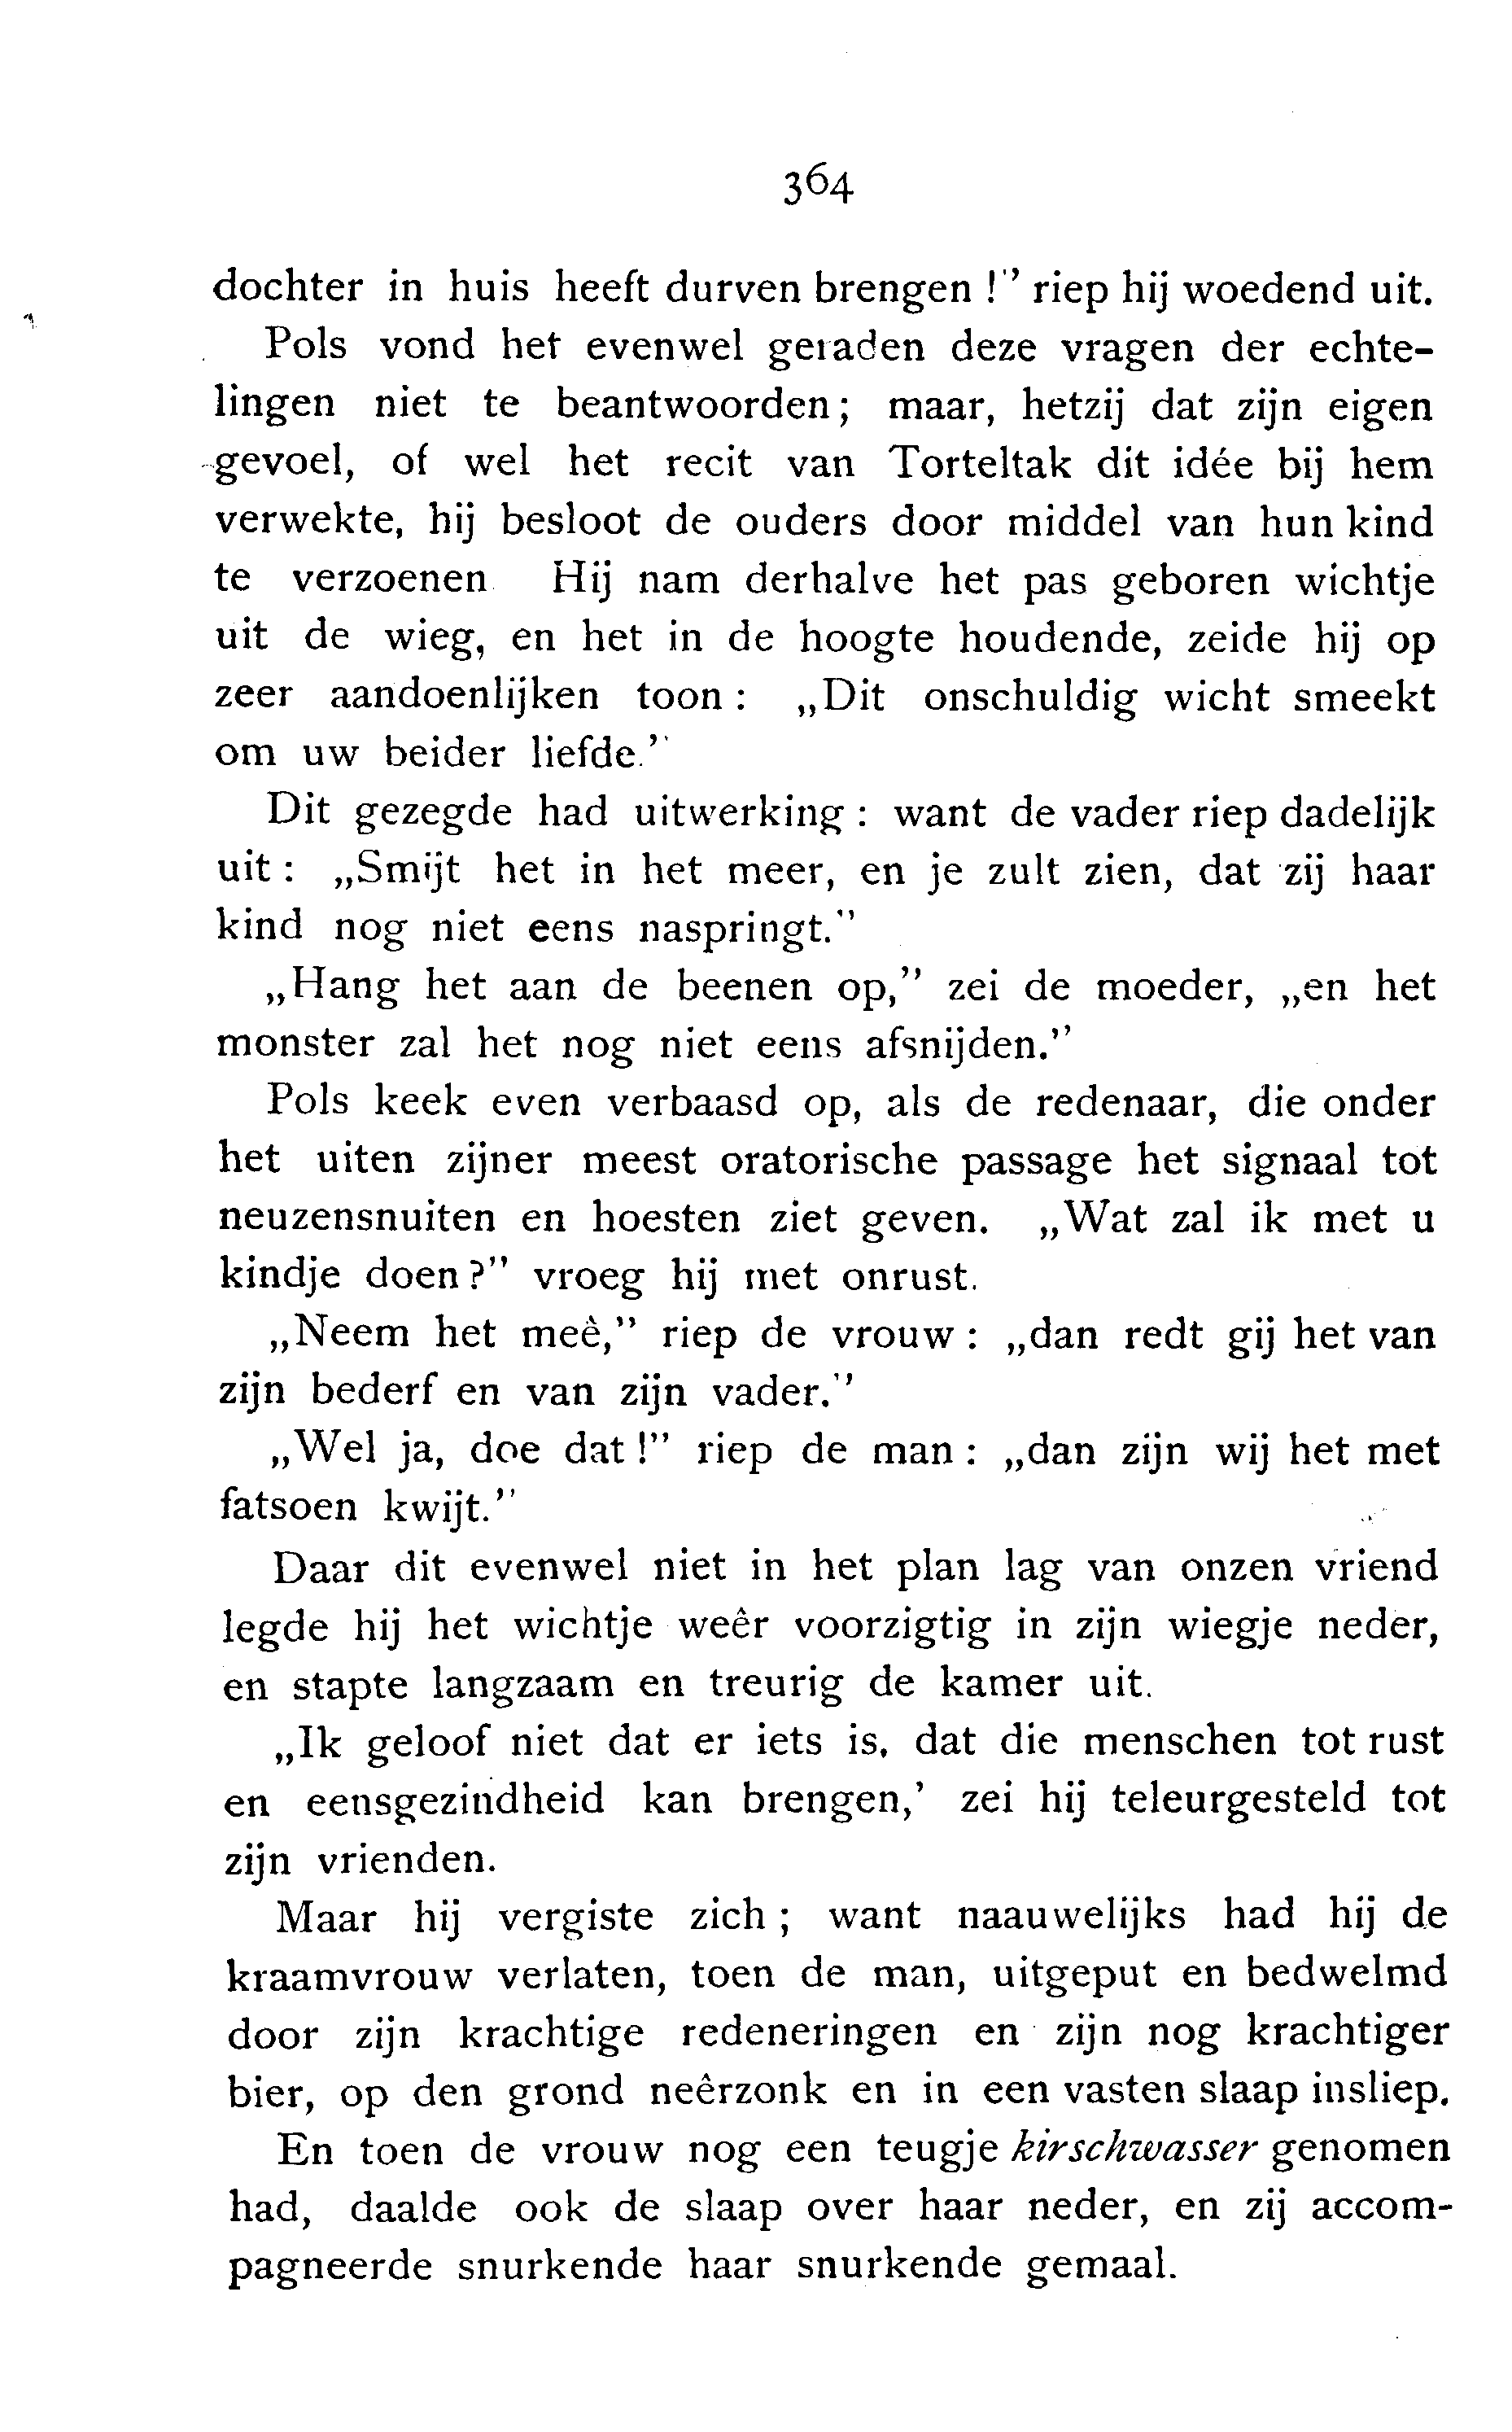 364
dochter in huis heeft durven brengen !" riep hij woedend uit.
Pols vond het evenwel geraden deze vragen der echte-
lingen niet te beantwoorden; maar, hetzij dat zijn eigen
gevoel, of wel het recit van Torteltak dit idée bij hem
verwekte, hij besloot de ouders door middel van hun kind
te verzoenen Hij nam derhalve het pas geboren wichtje
uit de wieg, en het in de hoogte houdende, zeide hij op
zeer aandoenlijken toon : „Dit onschuldig wicht smeekt
om uw beider liefde."
Dit gezegde had uitwerking : want de vader riep dadelijk
uit : „Smijt het in het meer, en je zult zien, dat zij haar
kind nog niet eens naspringt."
„Hang het aan de beenen op," zei de moeder, „en het
monster zal het nog niet eens afsnijden."
Pols keek even verbaasd op, als de redenaar, die onder
het uiten zijner meest oratorische passage het signaal tot
neuzensnuiten en hoesten ziet geven. „Wat zal ik met u
kindje doen ?" vroeg hij met onrust.
„Neem het meê," riep de vrouw : „dan redt gij het van
zijn bederf en van zijn vader."
„Wel ja, doe dat !" riep de man : „dan zijn wij het met
fatsoen kwijt."
Daar dit evenwel niet in het plan lag van onzen vriend
legde hij het wichtje weêr voorzigtig in zijn wiegje neder,
en stapte langzaam en treurig de kamer uit.
„Ik geloof niet dat er iets is, dat die menschen tot rust
en eensgezindheid kan brengen,' zei hij teleurgesteld tot
zijn vrienden.
Maar hij vergiste zich ; want naauwelijks had hij de
kraamvrouw verlaten, toen de man, uitgeput en bedwelmd
door zijn krachtige redeneringen en zijn nog krachtiger
bier, op den grond neêrzonk en in een vasten slaap insliep.
En toen de vrouw nog een teugje kirschwasser genomen
had, daalde ook de slaap over haar neder, en zij accom-
pagneerde snurkende haar snurkende gemaal.